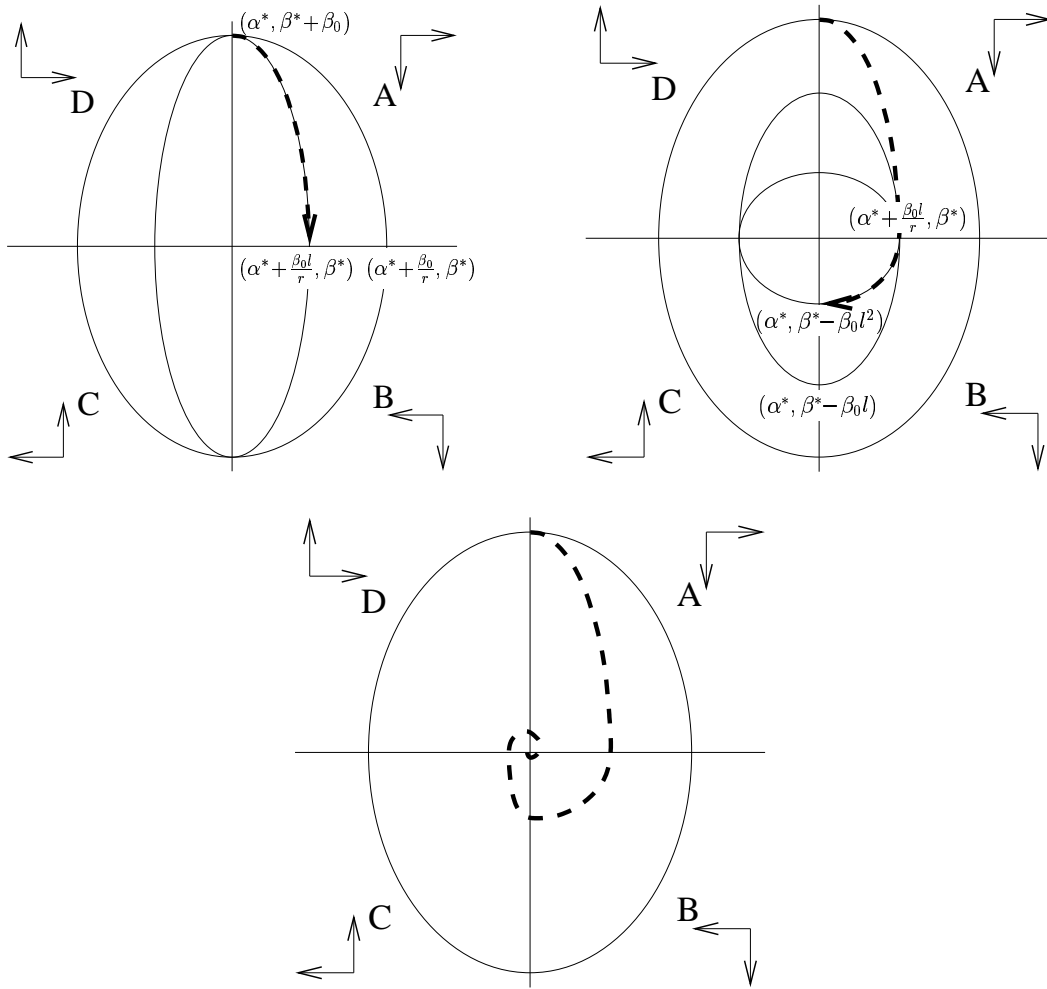 (α*, β* + β₀)
D
A
(α* + β₀l/r, β*) (α* + β₀/r, β*)
C
B
D
A
(α* + β₀l/r, β*)
(α*, β* − β₀l²)
C
(α*, β* − β₀l)
B
D
A
C
B